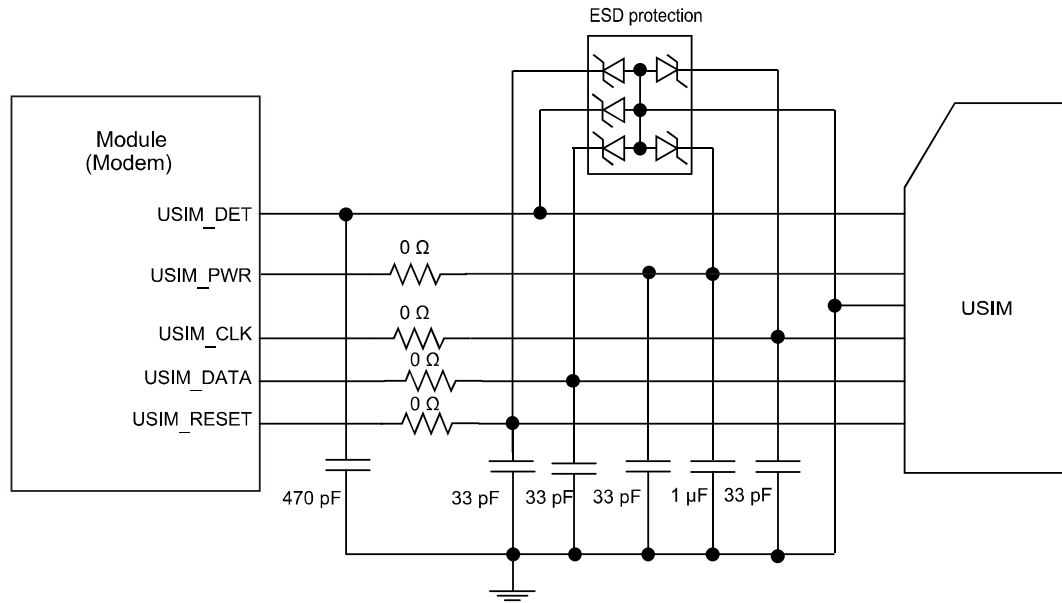 ESD protection
Module
(Modem)
USIM_DET
0 Ω
USIM_PWR
0 Ω
USIM
USIM_CLK
0 Ω
USIM_DATA
0 Ω
USIM_RESET
470 pF
33 pF
33 pF
33 pF
1 µF
33 pF